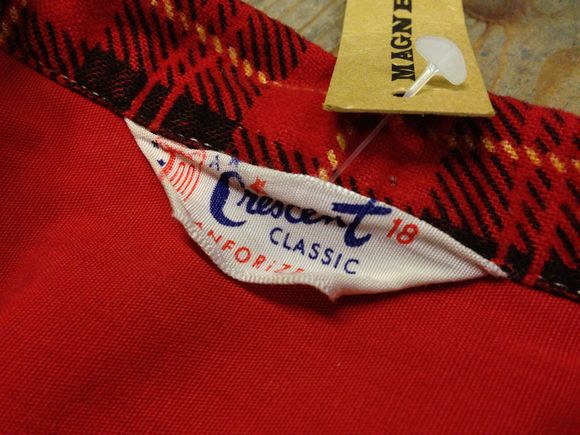 MAGNE
Crescent 18
CLASSIC
ANFORIZE